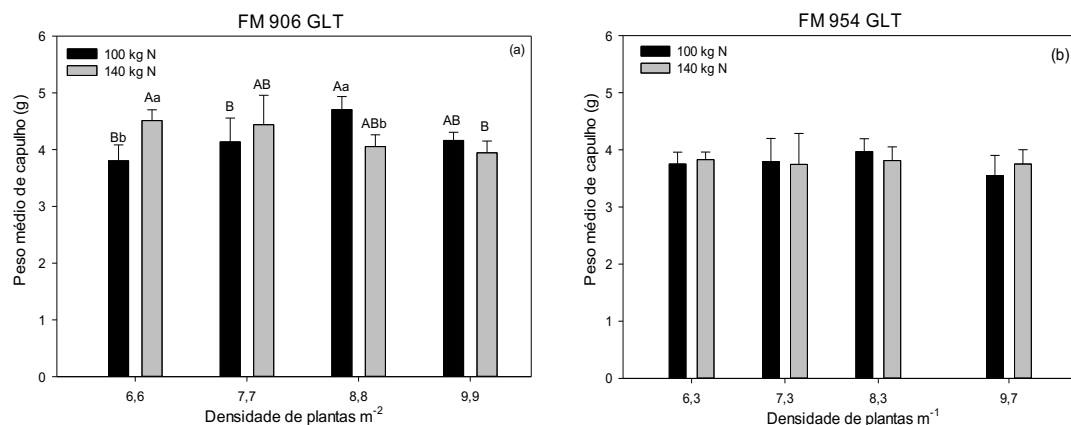 FM 906 GLT
(a)
100 kg N
140 kg N
Peso médio de capulho (g)
6
5
4
3
2
1
0
Bb
Aa
B
AB
Aa
ABb
AB
B
6,6
7,7
8,8
9,9
Densidade de plantas m⁻²
FM 954 GLT
(b)
100 kg N
140 kg N
Peso médio de capulho (g)
6
5
4
3
2
1
0
6,3
7,3
8,3
9,7
Densidade de plantas m⁻¹